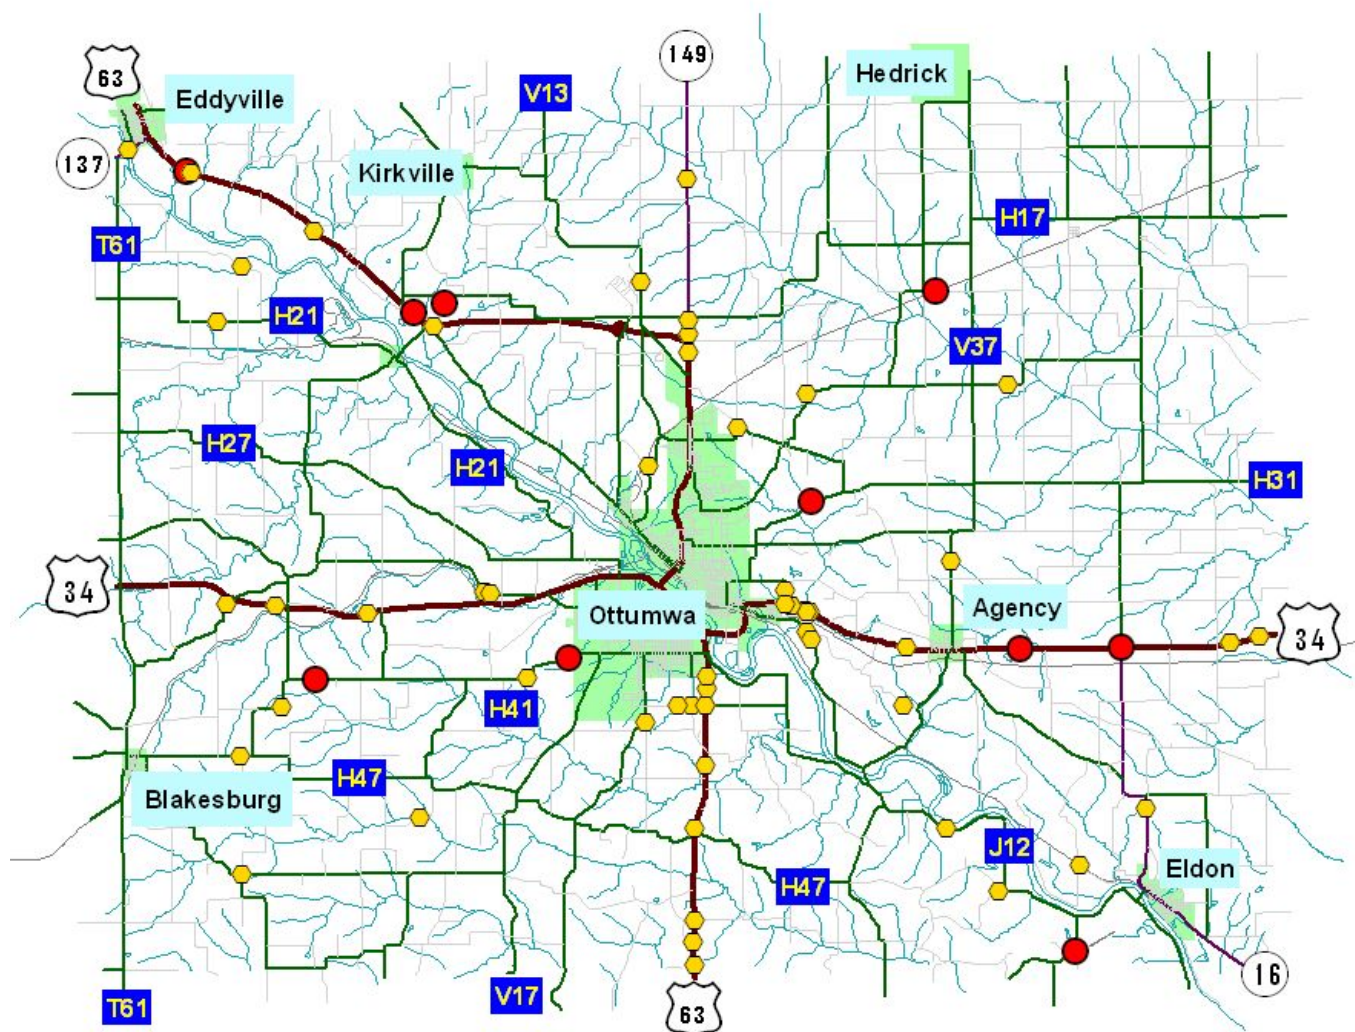 149
63
Hedrick
Eddyville
V13
137
Kirkville
H17
T61
H21
V37
H27
H21
H31
34
Ottumwa
Agency
34
H41
H47
Blakesburg
J12
Eldon
H47
16
V17
T61
63